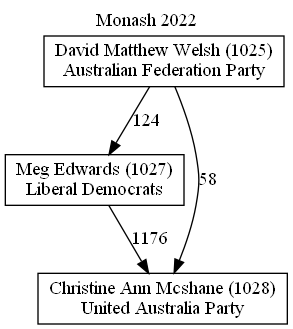 Monash 2022
David Matthew Welsh (1025)
Australian Federation Party
124
Meg Edwards (1027)
Liberal Democrats
58
1176
Christine Ann Mcshane (1028)
United Australia Party